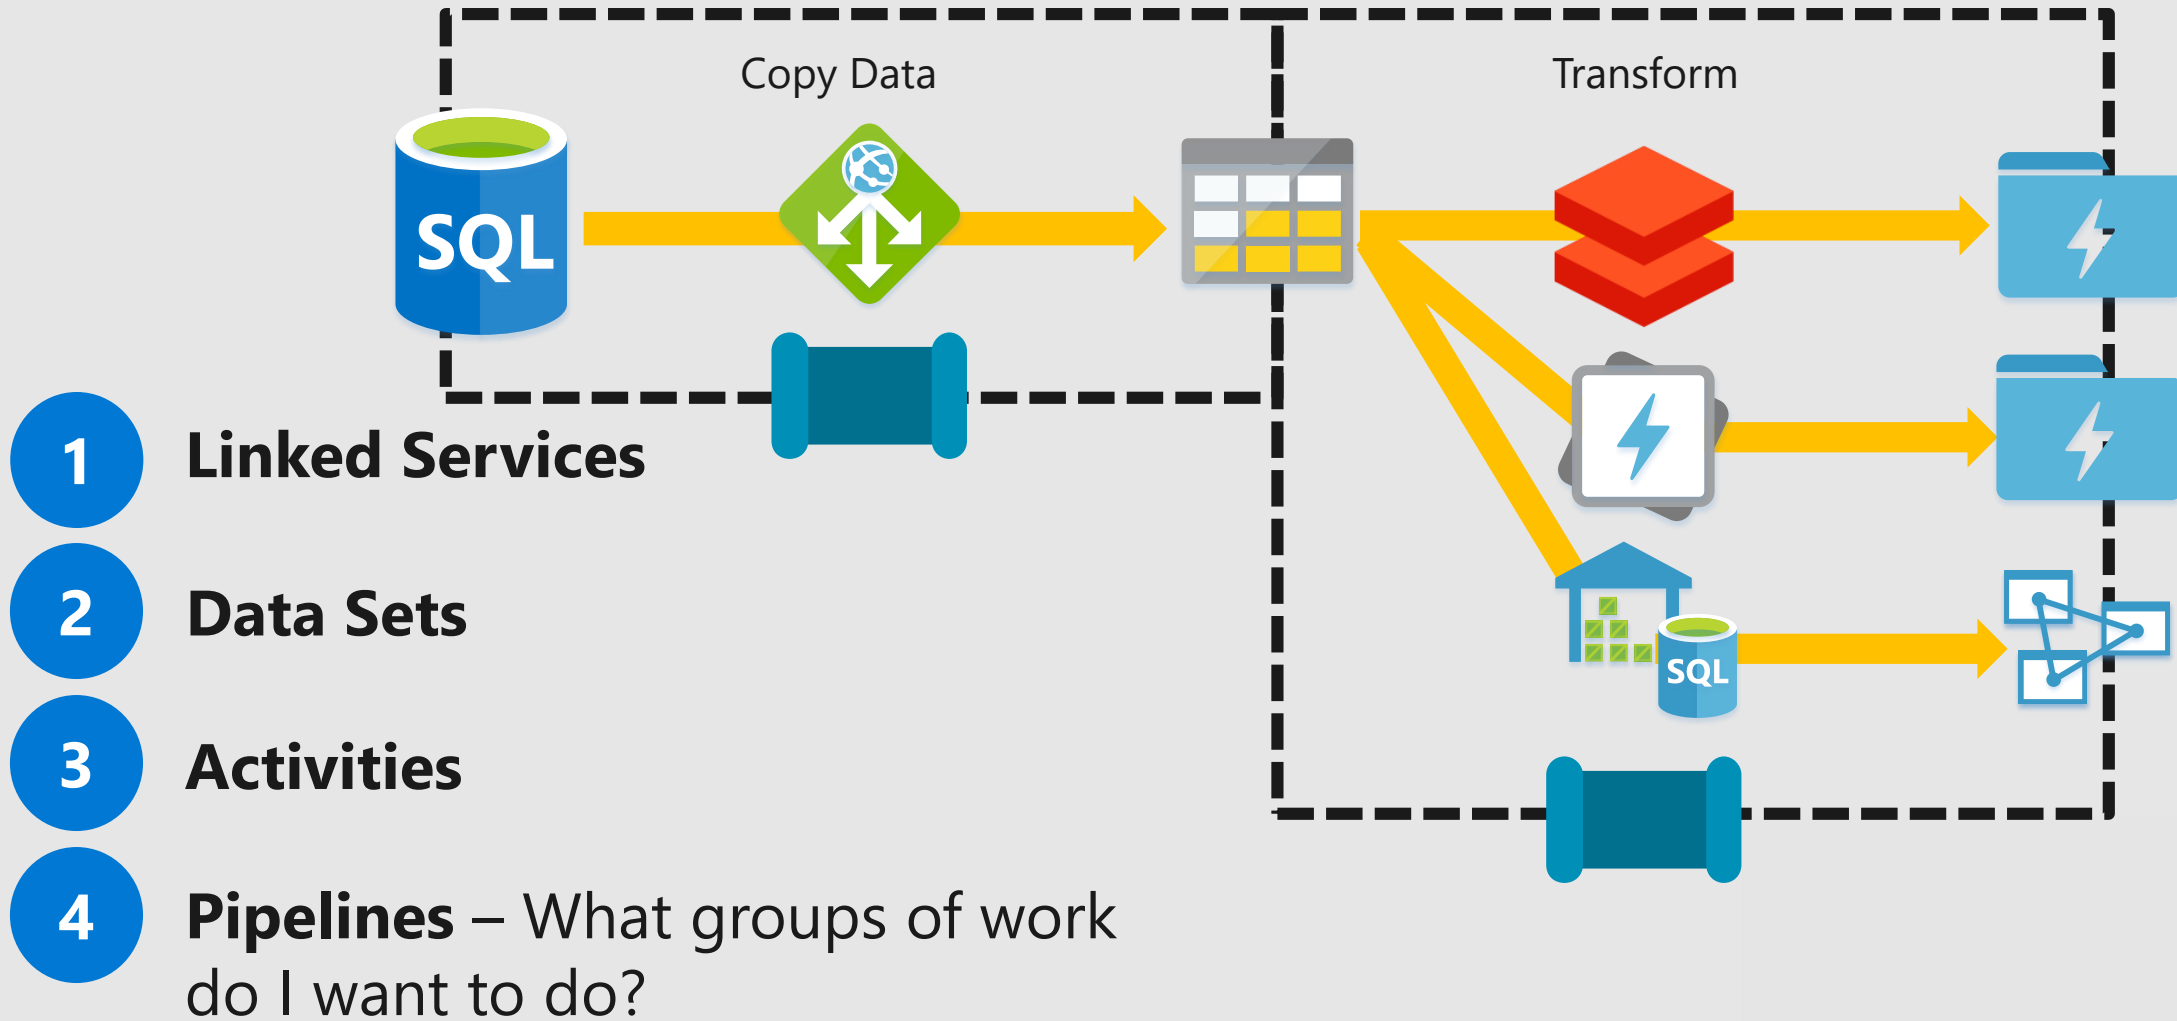 Copy Data
Transform
SQL
SQL
1
Linked Services
2
Data Sets
3
Activities
4
Pipelines – What groups of work
do I want to do?